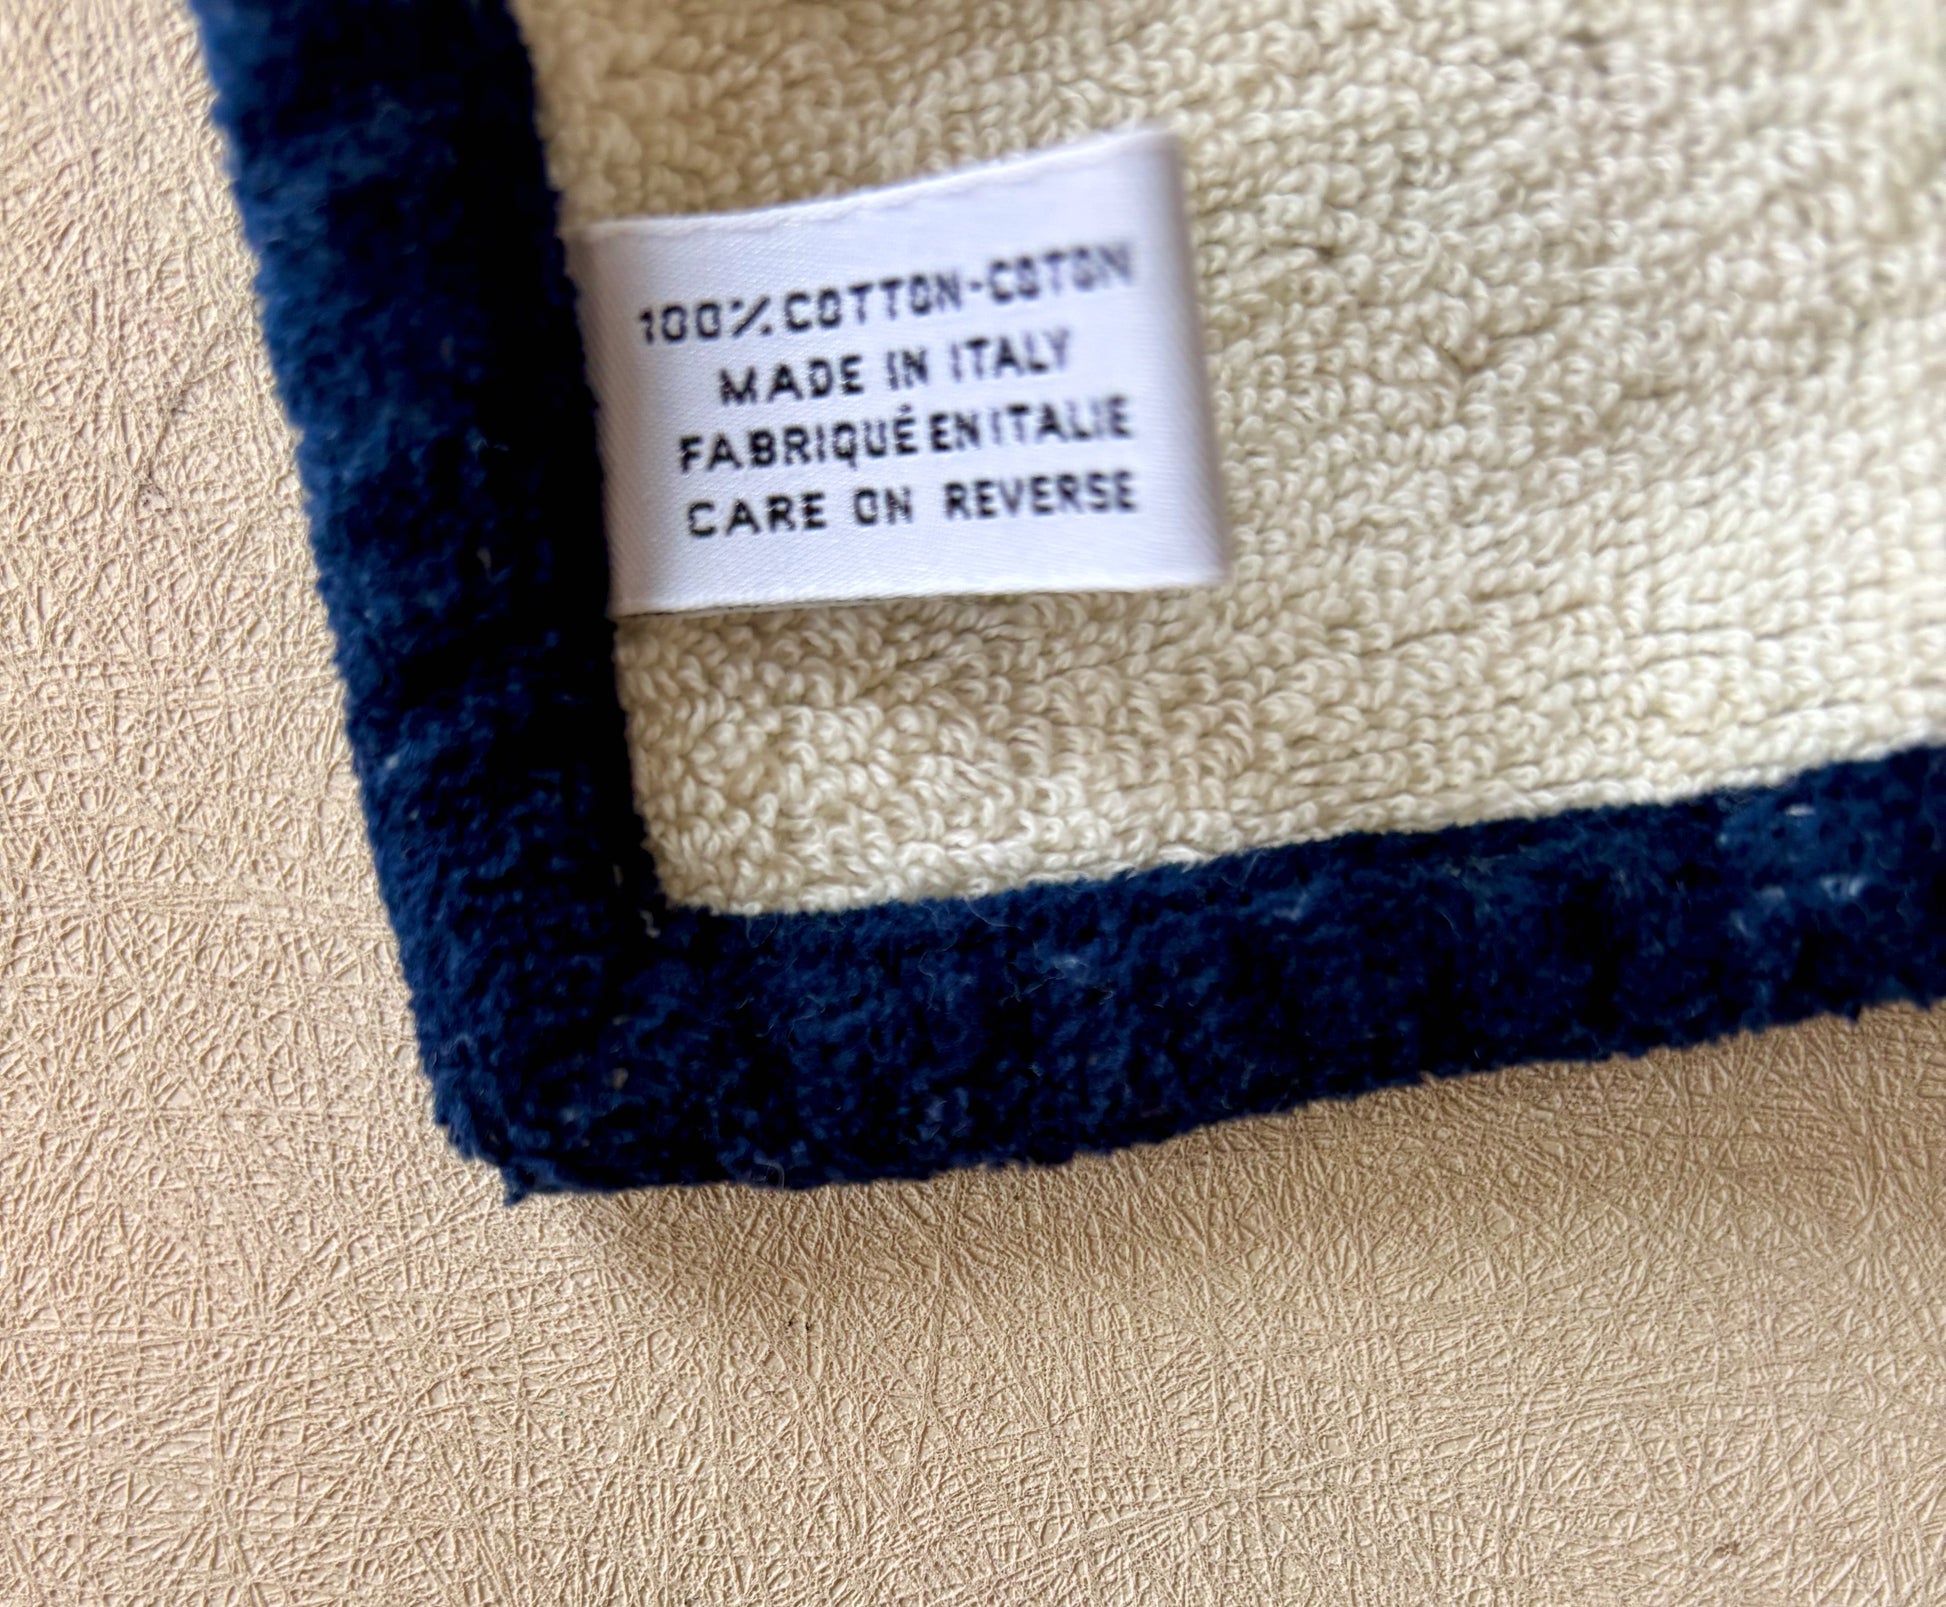 100% COTTON-COTON
MADE IN ITALY
FABRIQUÉ EN ITALIE
CARE ON REVERSE